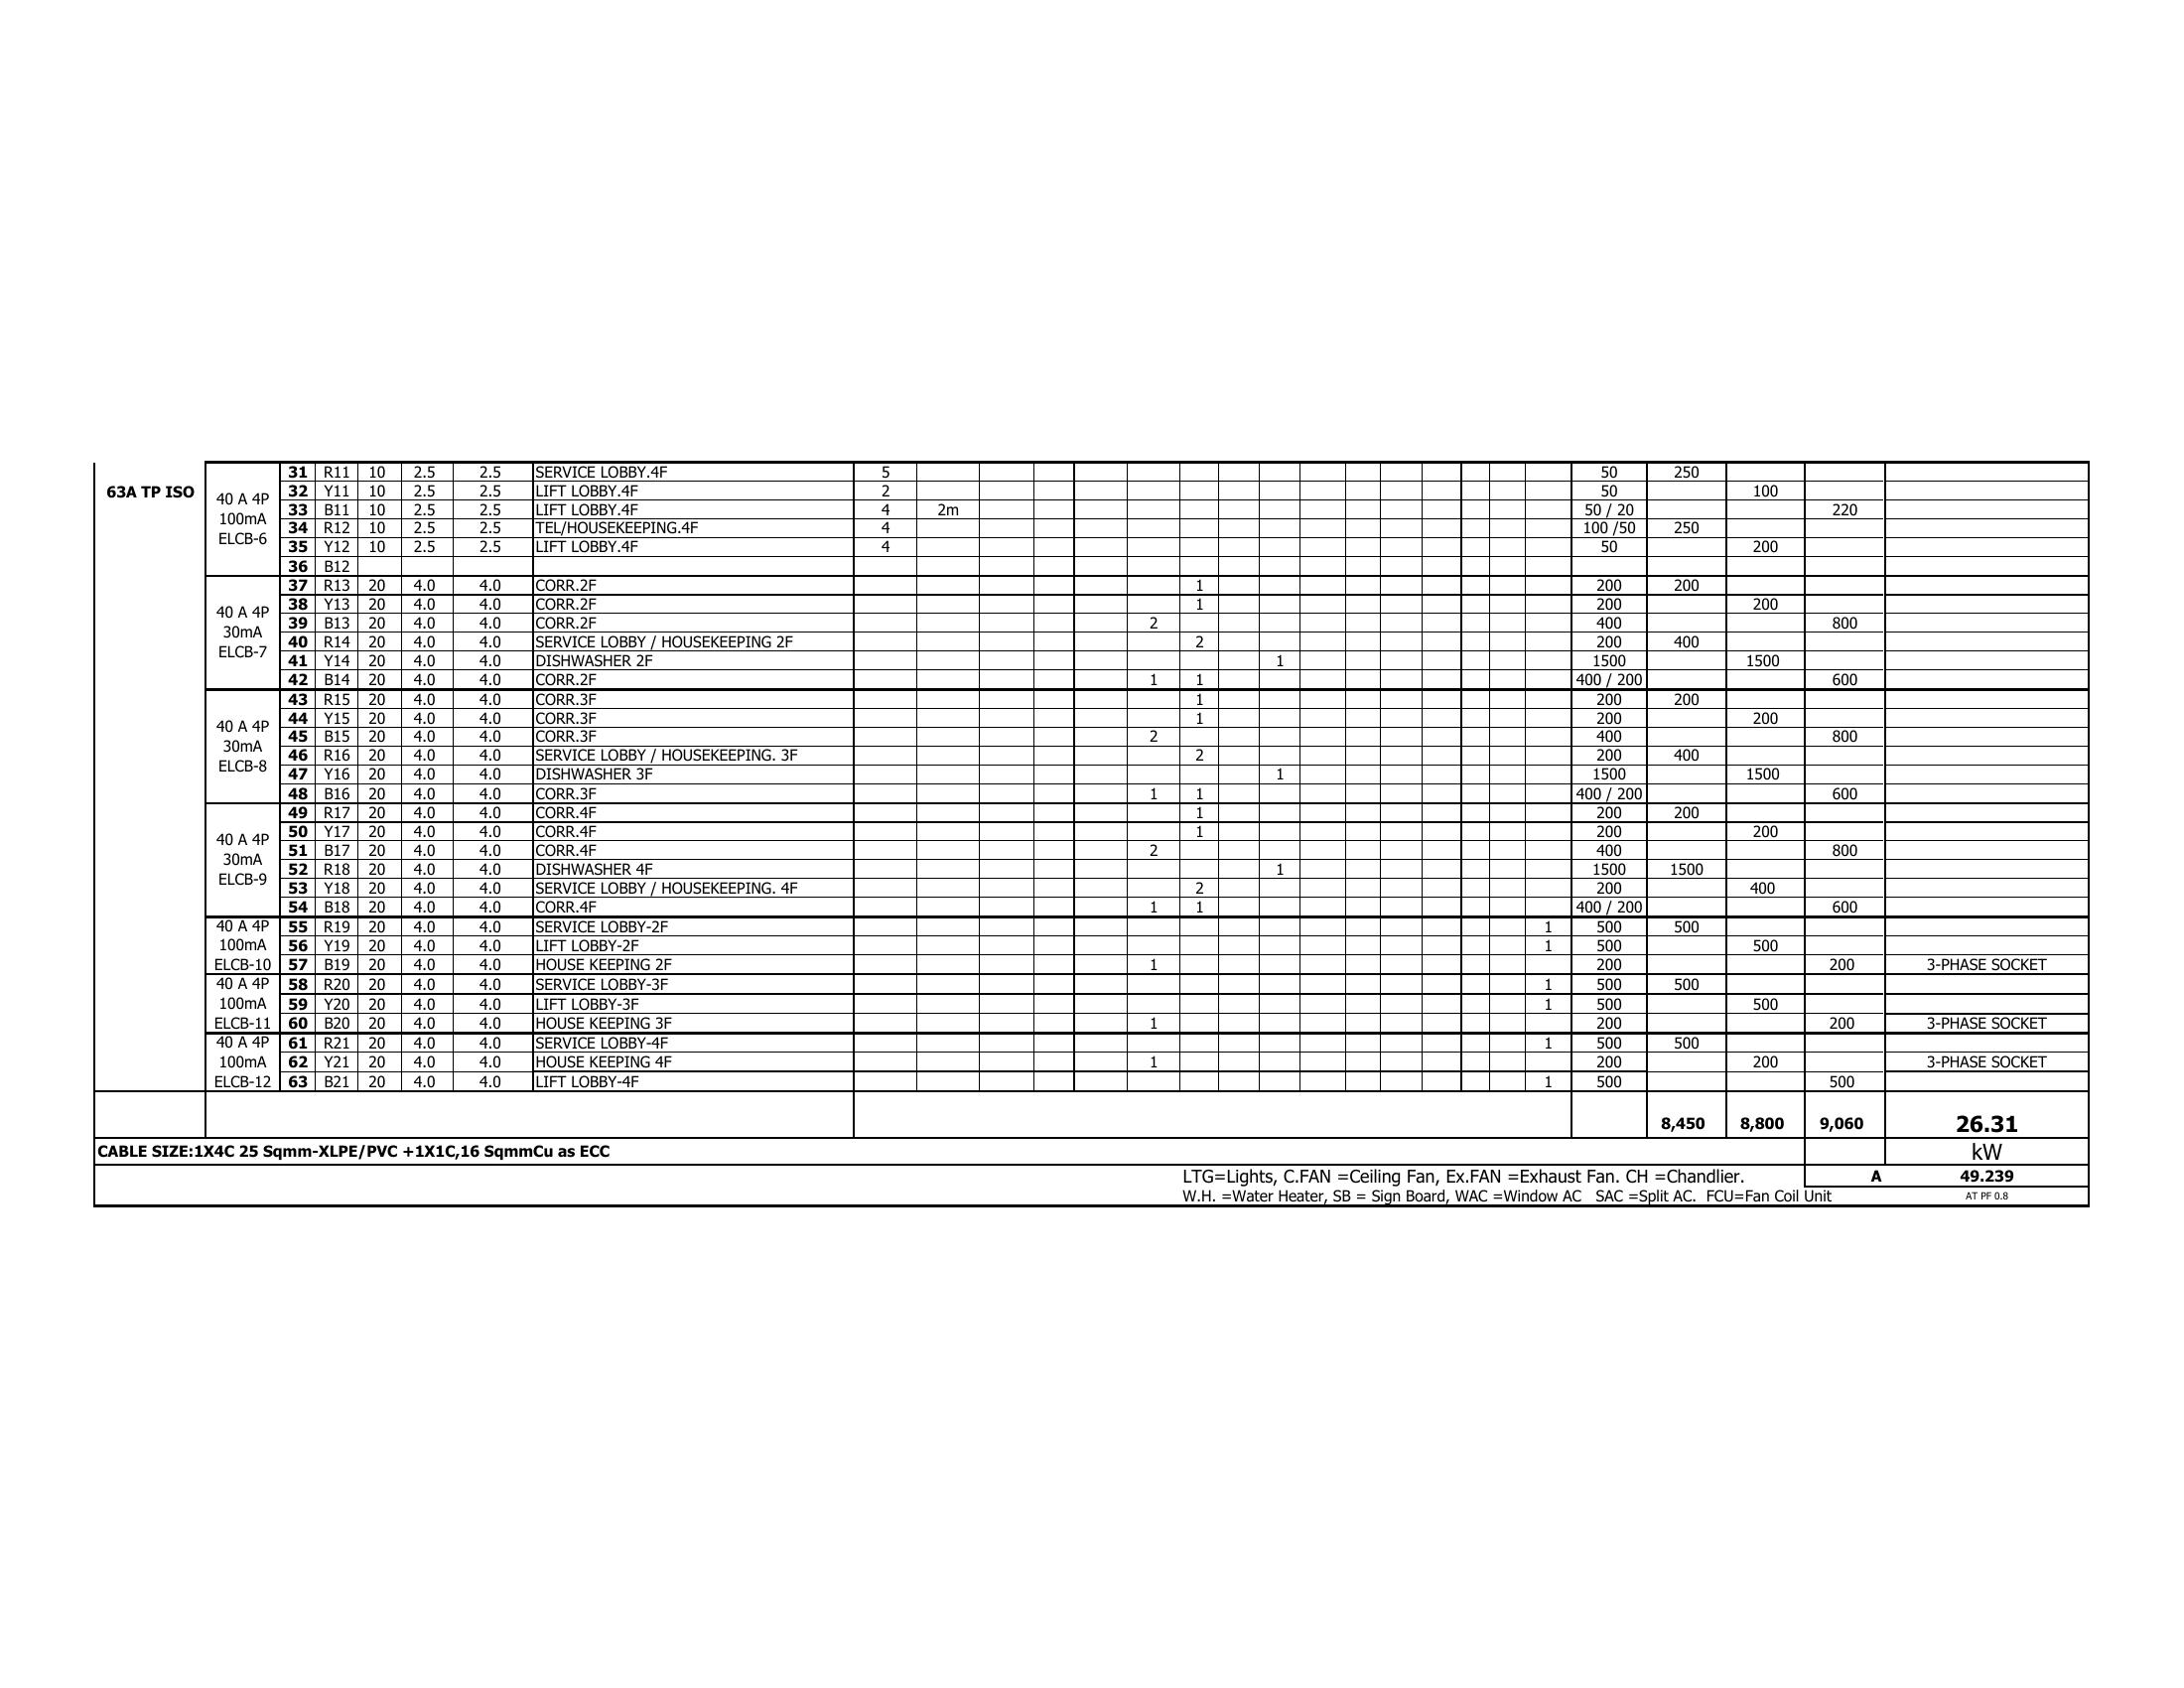 31 R11 10 2.5 2.5 SERVICE LOBBY.4F 5 50 250
63A TP ISO
40 A 4P
100mA
ELCB-6
32 Y11 10 2.5 2.5 LIFT LOBBY.4F 2 50 100
33 B11 10 2.5 2.5 LIFT LOBBY.4F 4 2m 50 / 20 220
34 R12 10 2.5 2.5 TEL/HOUSEKEEPING.4F 4 100 /50 250
35 Y12 10 2.5 2.5 LIFT LOBBY.4F 4 50 200
36 B12
40 A 4P
30mA
ELCB-7
37 R13 20 4.0 4.0 CORR.2F 1 200 200
38 Y13 20 4.0 4.0 CORR.2F 1 200 200
39 B13 20 4.0 4.0 CORR.2F 2 400 800
40 R14 20 4.0 4.0 SERVICE LOBBY / HOUSEKEEPING 2F 2 200 400
41 Y14 20 4.0 4.0 DISHWASHER 2F 1 1500 1500
42 B14 20 4.0 4.0 CORR.2F 1 1 400 / 200 600
40 A 4P
30mA
ELCB-8
43 R15 20 4.0 4.0 CORR.3F 1 200 200
44 Y15 20 4.0 4.0 CORR.3F 1 200 200
45 B15 20 4.0 4.0 CORR.3F 2 400 800
46 R16 20 4.0 4.0 SERVICE LOBBY / HOUSEKEEPING. 3F 2 200 400
47 Y16 20 4.0 4.0 DISHWASHER 3F 1 1500 1500
48 B16 20 4.0 4.0 CORR.3F 1 1 400 / 200 600
40 A 4P
30mA
ELCB-9
49 R17 20 4.0 4.0 CORR.4F 1 200 200
50 Y17 20 4.0 4.0 CORR.4F 1 200 200
51 B17 20 4.0 4.0 CORR.4F 2 400 800
52 R18 20 4.0 4.0 DISHWASHER 4F 1 1500 1500
53 Y18 20 4.0 4.0 SERVICE LOBBY / HOUSEKEEPING. 4F 2 200 400
54 B18 20 4.0 4.0 CORR.4F 1 1 400 / 200 600
40 A 4P 55 R19 20 4.0 4.0 SERVICE LOBBY-2F 1 500 500
100mA 56 Y19 20 4.0 4.0 LIFT LOBBY-2F 1 500 500
ELCB-10 57 B19 20 4.0 4.0 HOUSE KEEPING 2F 1 200 200 3-PHASE SOCKET
40 A 4P 58 R20 20 4.0 4.0 SERVICE LOBBY-3F 1 500 500
100mA 59 Y20 20 4.0 4.0 LIFT LOBBY-3F 1 500 500
ELCB-11 60 B20 20 4.0 4.0 HOUSE KEEPING 3F 1 200 200 3-PHASE SOCKET
40 A 4P 61 R21 20 4.0 4.0 SERVICE LOBBY-4F 1 500 500
100mA 62 Y21 20 4.0 4.0 HOUSE KEEPING 4F 1 200 200 3-PHASE SOCKET
ELCB-12 63 B21 20 4.0 4.0 LIFT LOBBY-4F 1 500 500
8,450 8,800 9,060 26.31
CABLE SIZE:1X4C 25 Sqmm-XLPE/PVC +1X1C,16 SqmmCu as ECC kW
LTG=Lights, C.FAN =Ceiling Fan, Ex.FAN =Exhaust Fan. CH =Chandlier. A 49.239
W.H. =Water Heater, SB = Sign Board, WAC =Window AC SAC =Split AC. FCU=Fan Coil Unit AT PF 0.8